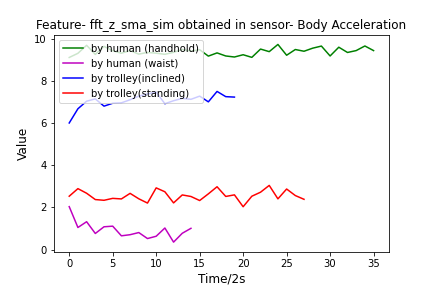 Feature- fft_z_sma_sim obtained in sensor- Body Acceleration
10
8
6
4
2
0
Value
by human (handhold)
by human (waist)
by trolley(inclined)
by trolley(standing)
0
5
10
15
20
25
30
35
Time/2s